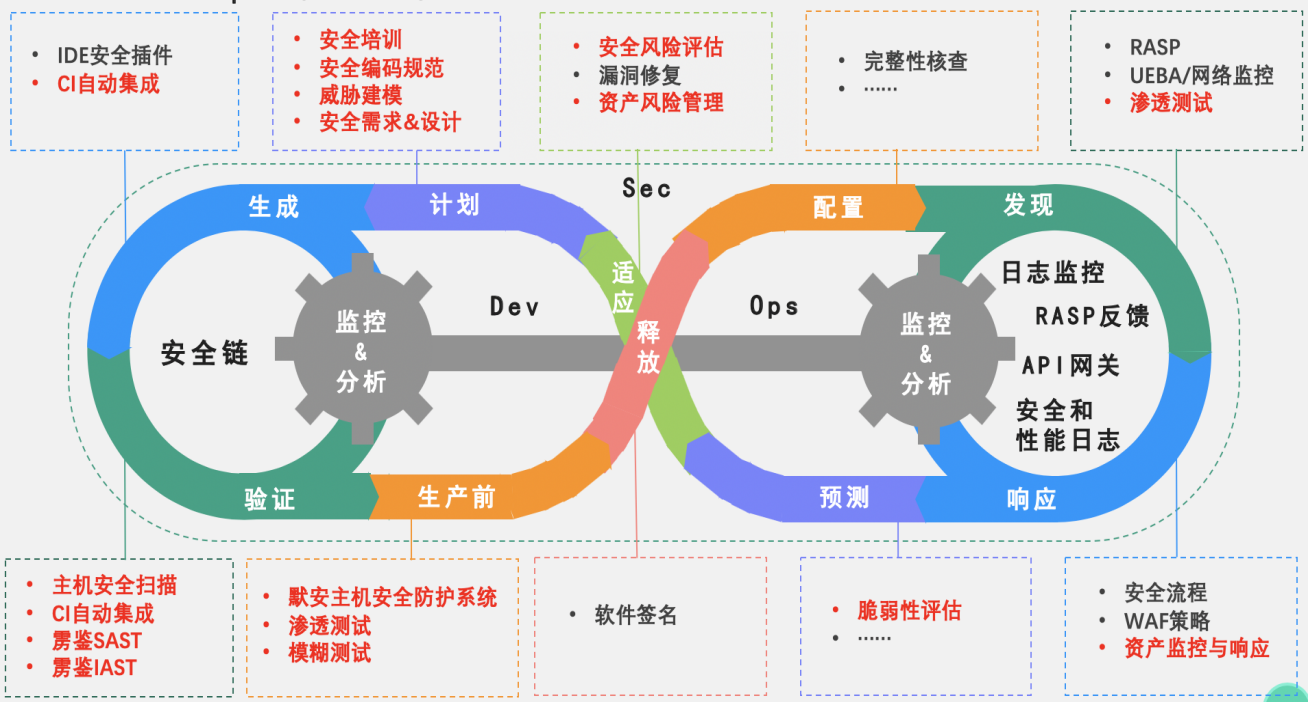 IDE安全插件
CI自动集成
安全培训
安全编码规范
威胁建模
安全需求&设计
安全风险评估
漏洞修复
资产风险管理
完整性核查
……
RASP
UEBA/网络监控
渗透测试
Sec
生成
计划
适应
释放
配置
发现
Dev
Ops
安全链
监控
&
分析
监控
&
分析
日志监控
RASP反馈
API网关
安全和
性能日志
验证
生产前
预测
响应
主机安全扫描
CI自动集成
雳鉴SAST
雳鉴IAST
默安主机安全防护系统
渗透测试
模糊测试
软件签名
脆弱性评估
……
安全流程
WAF策略
资产监控与响应